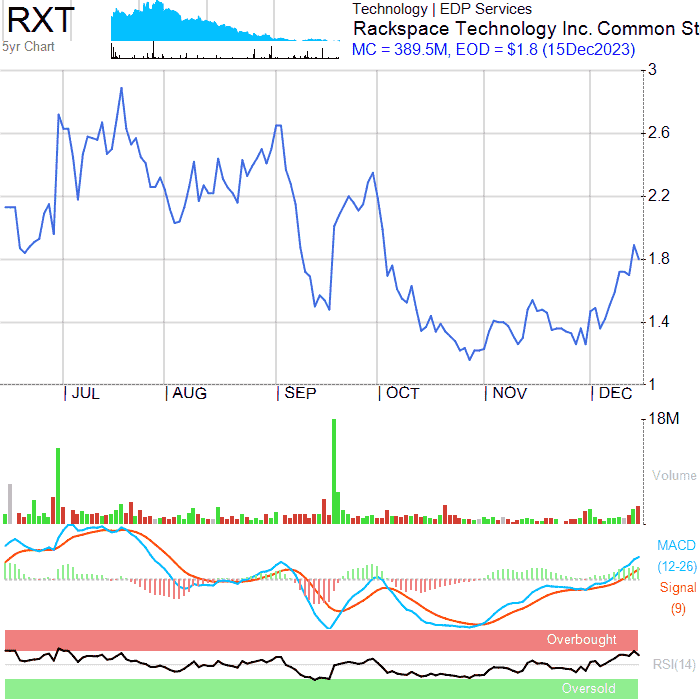 RXT
5yr Chart
Technology | EDP Services
Rackspace Technology Inc. Common St
MC = 389.5M, EOD = $1.8 (15Dec2023)
3
2.6
2.2
1.8
1.4
1
JUL AUG SEP OCT NOV DEC
18M
Volume
MACD
(12-26)
Signal
(9)
Overbought
RSI(14)
Oversold